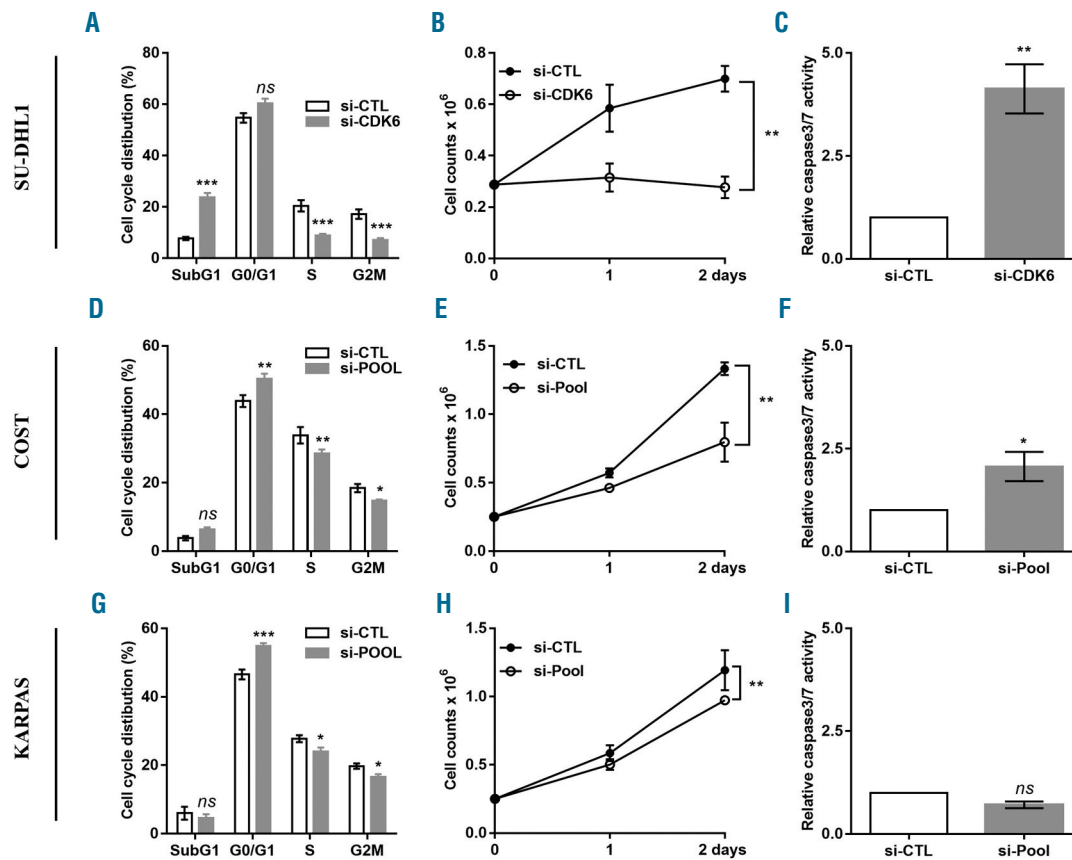 A
B
C
SU-DHL1
Cell cycle distibution (%)
80
60
40
20
0
ns
si-CTL
si-CDK6
***
***
***
SubG1 G0/G1 S G2M
Cell counts x 10⁶
0.8
0.6
0.4
0.2
0.0
si-CTL
si-CDK6
**
0 1 2 days
Relative caspase3/7 activity
5.0
2.5
0.0
**
si-CTL si-CDK6
D
E
F
COST
Cell cycle distibution (%)
60
40
20
0
si-CTL
si-POOL
ns
**
**
*
SubG1 G0/G1 S G2M
Cell counts x 10⁶
1.5
1.0
0.5
0.0
si-CTL
si-Pool
**
0 1 2 days
Relative caspase3/7 activity
5.0
2.5
0.0
*
si-CTL si-Pool
G
H
I
KARPAS
Cell cycle distibution (%)
60
40
20
0
si-CTL
si-POOL
ns
***
*
*
SubG1 G0/G1 S G2M
Cell counts x 10⁶
1.5
1.0
0.5
0.0
si-CTL
si-Pool
**
0 1 2 days
Relative caspase3/7 activity
5.0
2.5
0.0
ns
si-CTL si-Pool